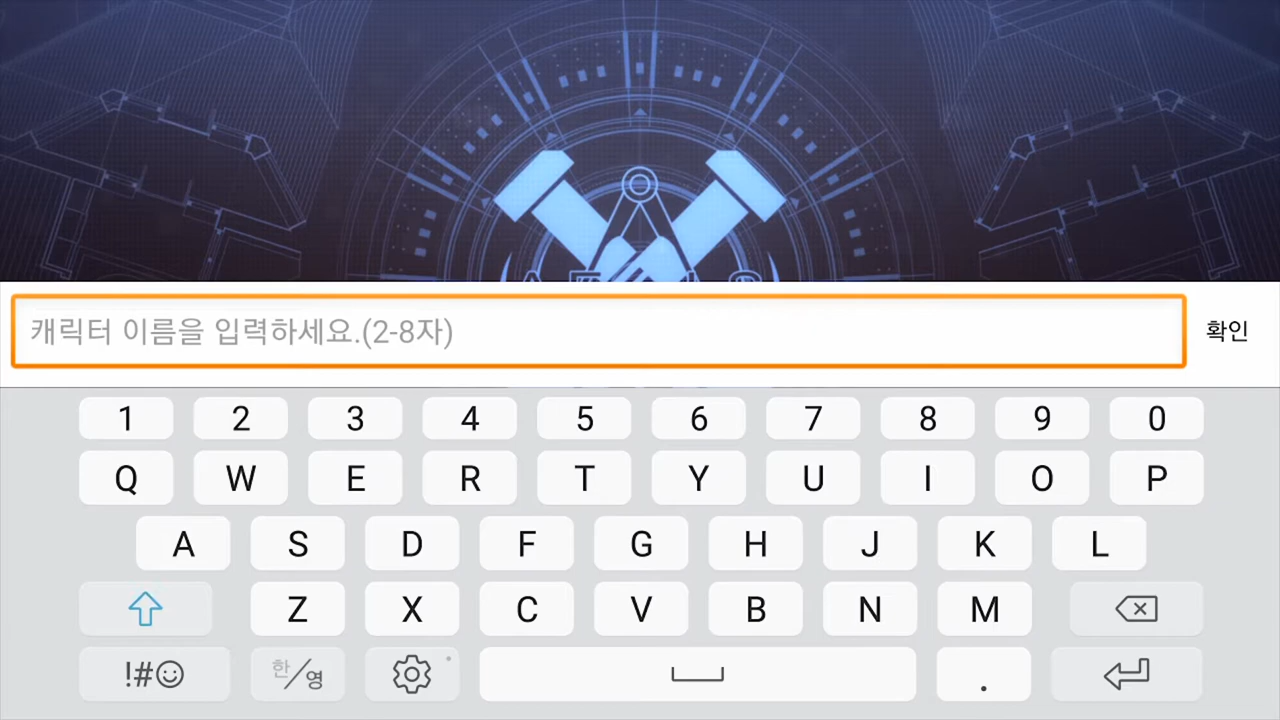 캐릭터 이름을 입력하세요.(2-8자)
확인
1 2 3 4 5 6 7 8 9 0
Q W E R T Y U I O P
A S D F G H J K L
Z X C V B N M
!#☺ 한/영 .